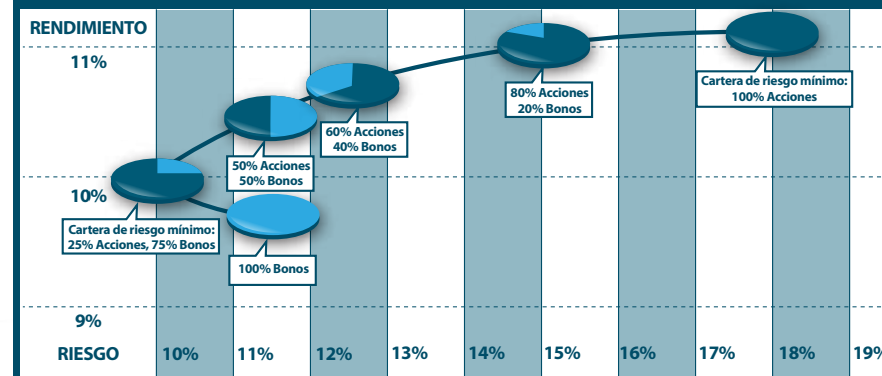 RENDIMIENTO
11%
80% Acciones
20% Bonos
Cartera de riesgo mínimo:
100% Acciones
60% Acciones
40% Bonos
50% Acciones
50% Bonos
10%
Cartera de riesgo mínimo:
25% Acciones, 75% Bonos
100% Bonos
9%
RIESGO 10% 11% 12% 13% 14% 15% 16% 17% 18% 19%